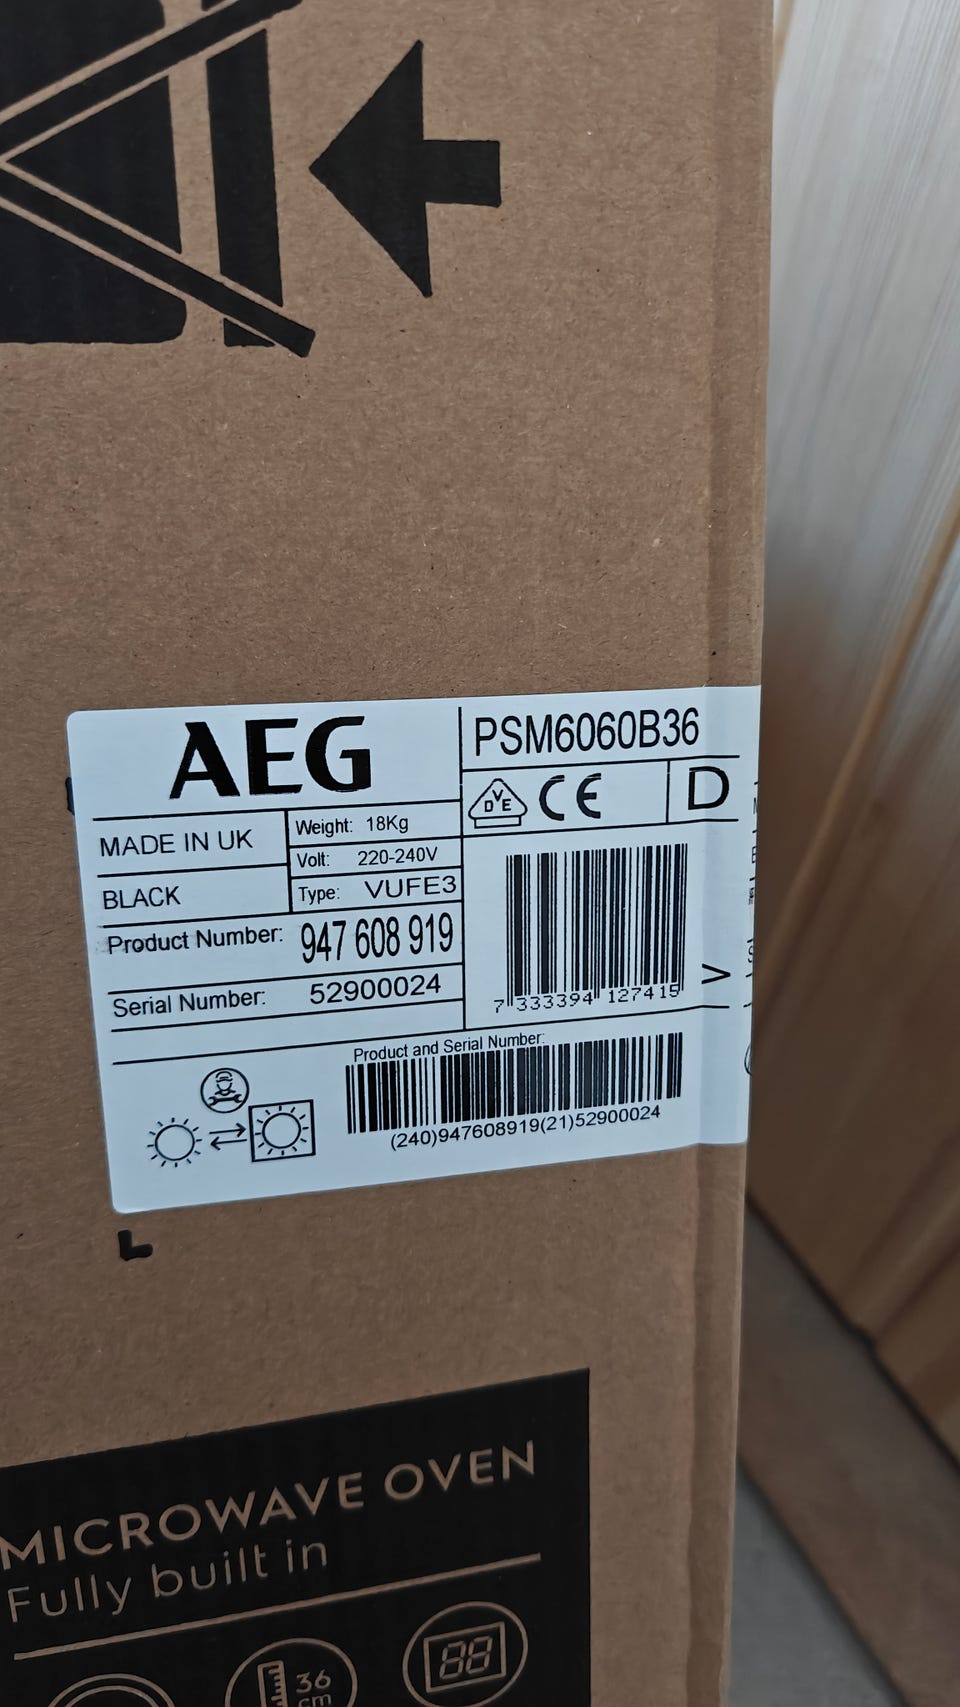 AEG
PSM6060B36
DVE CE D
MADE IN UK
Weight: 18Kg
Volt: 220-240V
BLACK
Type: VUFE3
Product Number: 947 608 919
Serial Number: 52900024
7 333394 127415 >
Product and Serial Number:
(240)947608919(21)52900024
MICROWAVE OVEN
Fully built in
36
cm
88